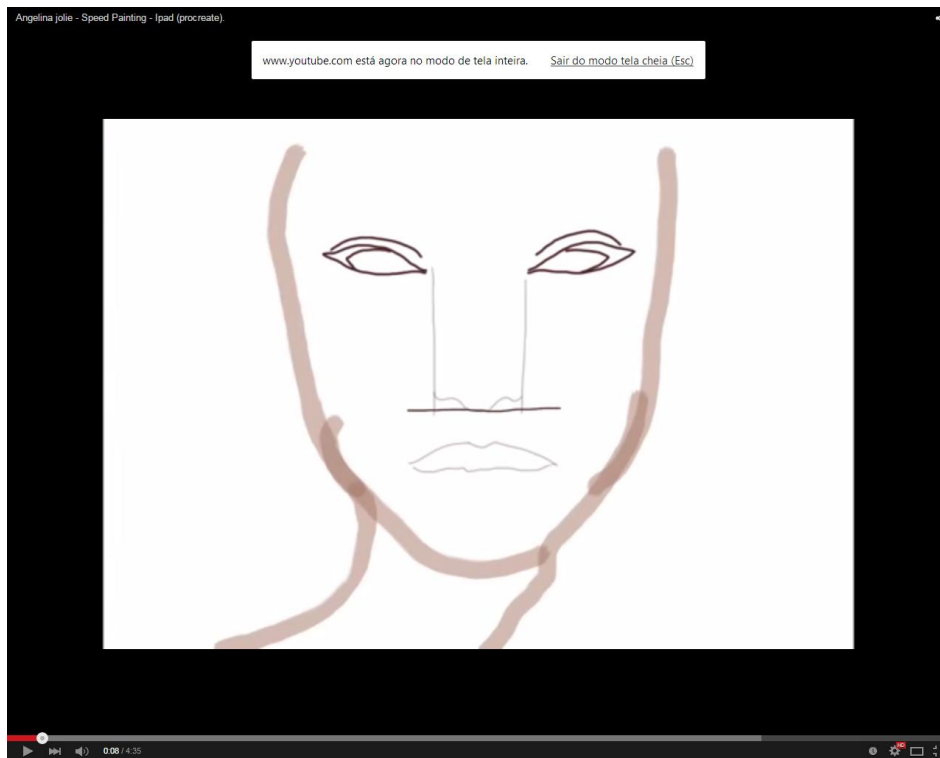 Angelina jolie - Speed Painting - Ipad (procreate).
www.youtube.com está agora no modo de tela inteira. Sair do modo tela cheia (Esc)
0:08 / 4:35
HD